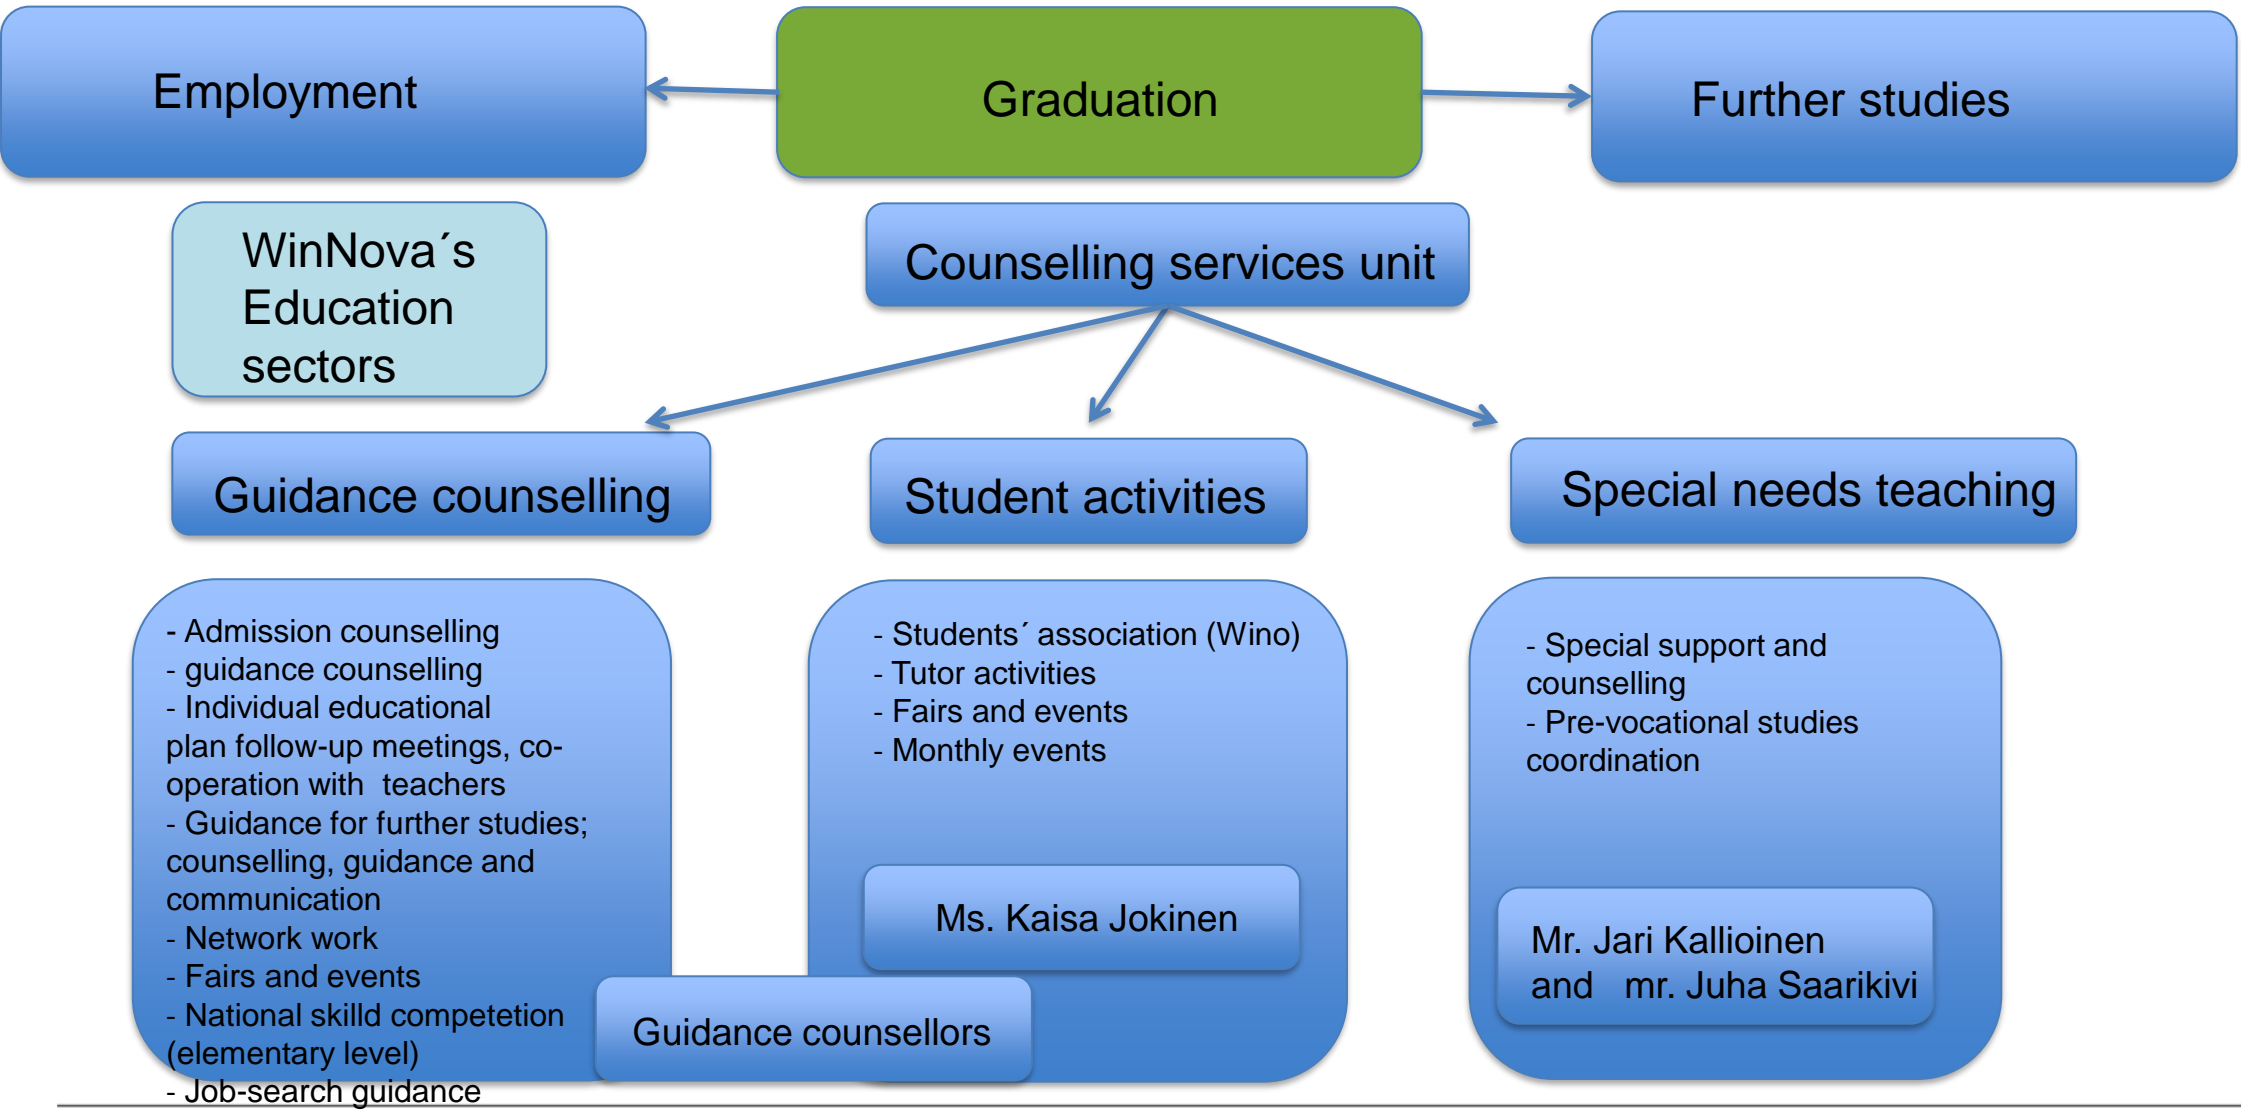 Employment
Graduation
Further studies
WinNova´s
Education
sectors
Counselling services unit
Guidance counselling
Student activities
Special needs teaching
- Admission counselling
- guidance counselling
- Individual educational
plan follow-up meetings, co-
operation with  teachers
- Guidance for further studies;
counselling, guidance and
communication
- Network work
- Fairs and events
- National skilld competetion
(elementary level)
- Job-search guidance
- Students´ association (Wino)
- Tutor activities
- Fairs and events
- Monthly events
Ms. Kaisa Jokinen
Guidance counsellors
- Special support and
counselling
- Pre-vocational studies
coordination
Mr. Jari Kallioinen
and   mr. Juha Saarikivi